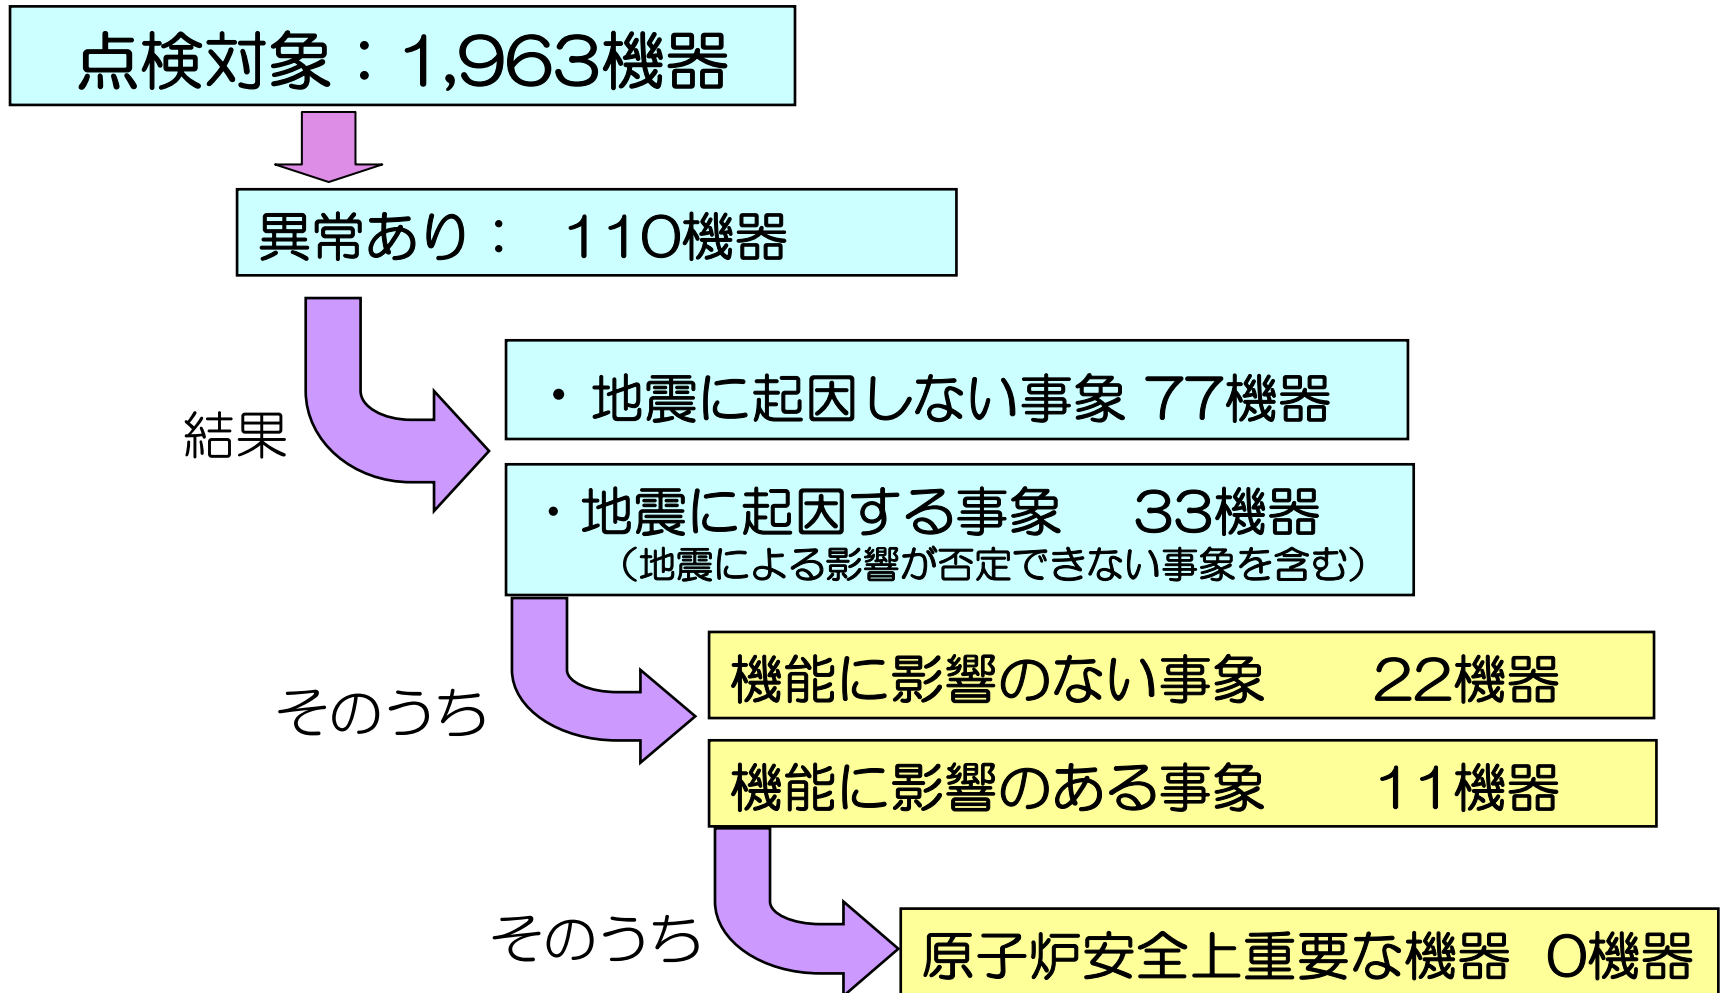 点検対象：1,963機器
異常あり： 110機器
結果
・地震に起因しない事象 77機器
・地震に起因する事象 33機器
（地震による影響が否定できない事象を含む）
そのうち
機能に影響のない事象 22機器
機能に影響のある事象 11機器
そのうち
原子炉安全上重要な機器 0機器